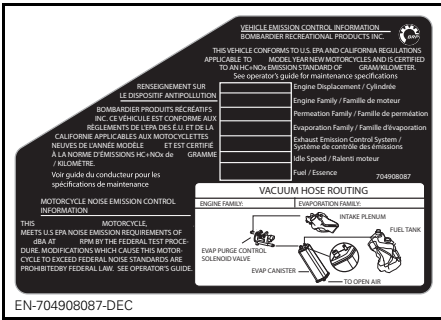 VEHICLE EMISSION CONTROL INFORMATION
BOMBARDIER RECREATIONAL PRODUCTS INC.
BRP
THIS VEHICLE CONFORMS TO U.S. EPA AND CALIFORNIA REGULATIONS
APPLICABLE TO MODEL YEAR NEW MOTORCYCLES AND IS CERTIFIED
TO AN HC+NOx EMISSION STANDARD OF GRAM/KILOMETER.
See operator's guide for maintenance specifications
RENSEIGNEMENT SUR
LE DISPOSITIF ANTIPOLLUTION
BOMBARDIER PRODUITS RÉCRÉATIFS
INC. CE VÉHICULE EST CONFORME AUX
RÈGLEMENTS DE L'EPA DES É.U. ET DE LA
CALIFORNIE APPLICABLES AUX MOTOCYCLETTES
NEUVES DE L'ANNÉE MODÈLE ET EST CERTIFIÉ
À LA NORME D'ÉMISSIONS HC+NOx de GRAMME
/ KILOMÈTRE.
Voir guide du conducteur pour les
spécifications de maintenance
Engine Displacement / Cylindrée
Engine Family / Famille de moteur
Permeation Family / Famille de perméation
Evaporation Family / Famille d'évaporation
Exhaust Emission Control System /
Système de contrôle des émissions
Idle Speed / Ralenti moteur
Fuel / Essence
704908087
MOTORCYCLE NOISE EMISSION CONTROL
INFORMATION
THIS MOTORCYCLE,
MEETS U.S EPA NOISE EMISSION REQUIREMENTS OF
dBA AT RPM BY THE FEDERAL TEST PROCE-
DURE. MODIFICATIONS WHICH CAUSE THIS MOTOR-
CYCLE TO EXCEED FEDERAL NOISE STANDARDS ARE
PROHIBITEDBY FEDERAL LAW. SEE OPERATOR'S GUIDE.
VACUUM HOSE ROUTING
ENGINE FAMILY:
EVAPORATION FAMILY:
INTAKE PLENUM
FUEL TANK
EVAP PURGE CONTROL
SOLENOID VALVE
EVAP CANISTER
TO OPEN AIR
EN-704908087-DEC